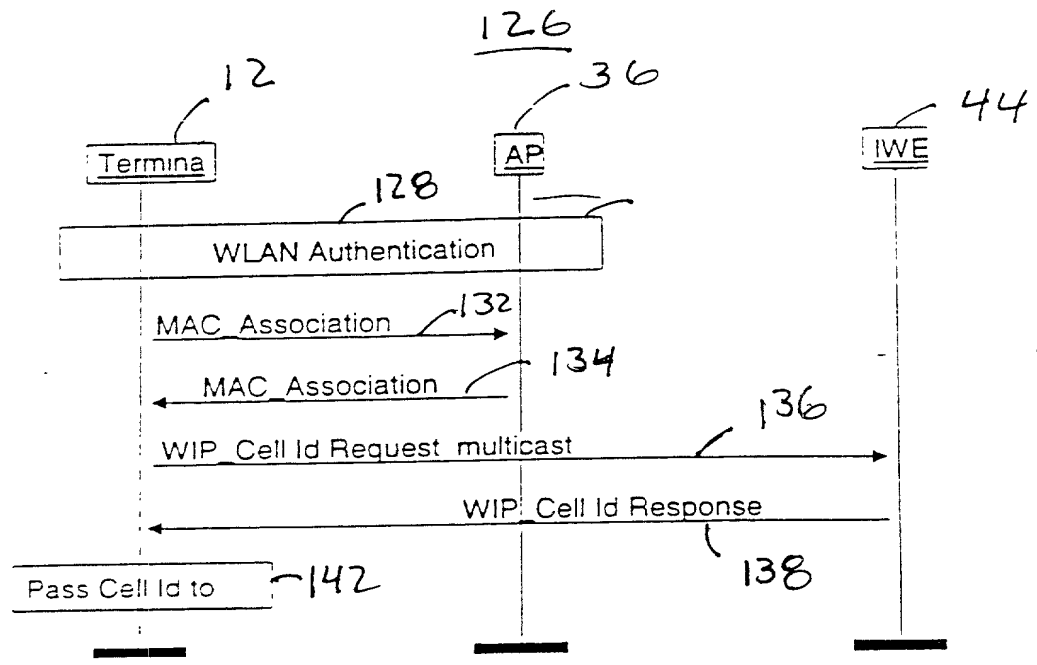 126
12
36
44
Termina
AP
IWE
128
WLAN Authentication
132
MAC_Association
134
MAC_Association
136
WIP_Cell Id Request multicast
WIP_Cell Id Response
138
Pass Cell Id to
142